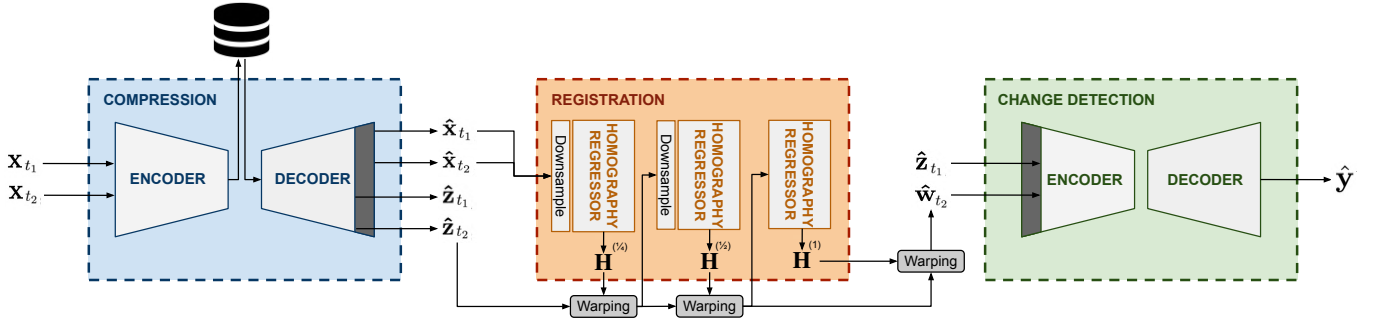 COMPRESSION
x_{t_1}
x_{t_2}
ENCODER
DECODER
x̂_{t_1}
x̂_{t_2}
ẑ_{t_1}
ẑ_{t_2}
REGISTRATION
Downsample
HOMOGRAPHY
REGRESSOR
Downsample
HOMOGRAPHY
REGRESSOR
HOMOGRAPHY
REGRESSOR
H^{(¼)}
H^{(½)}
H^{(1)}
Warping
Warping
Warping
CHANGE DETECTION
ẑ_{t_1}
ŵ_{t_2}
ENCODER
DECODER
ŷ